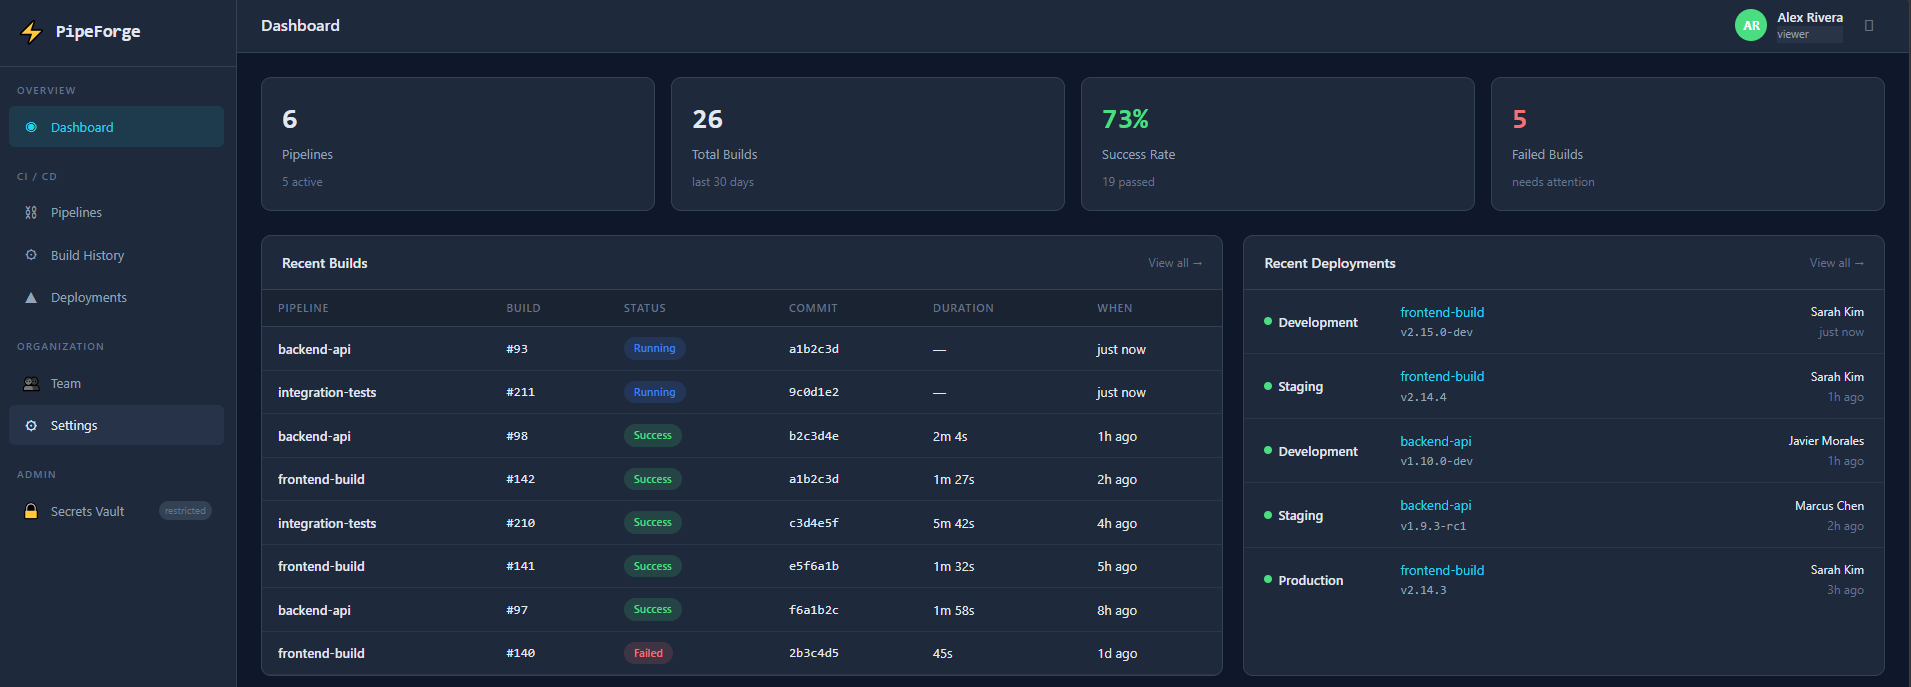 PipeForge
OVERVIEW
Dashboard
CI / CD
Pipelines
Build History
Deployments
ORGANIZATION
Team
Settings
ADMIN
Secrets Vault restricted
Dashboard
AR Alex Rivera
viewer
6
Pipelines
5 active
26
Total Builds
last 30 days
73%
Success Rate
19 passed
5
Failed Builds
needs attention
Recent Builds View all →
PIPELINE BUILD STATUS COMMIT DURATION WHEN
backend-api #93 Running a1b2c3d — just now
integration-tests #211 Running 9c0d1e2 — just now
backend-api #98 Success b2c3d4e 2m 4s 1h ago
frontend-build #142 Success a1b2c3d 1m 27s 2h ago
integration-tests #210 Success c3d4e5f 5m 42s 4h ago
frontend-build #141 Success e5f6a1b 1m 32s 5h ago
backend-api #97 Success f6a1b2c 1m 58s 8h ago
frontend-build #140 Failed 2b3c4d5 45s 1d ago
Recent Deployments View all →
Development frontend-build Sarah Kim
v2.15.0-dev just now
Staging frontend-build Sarah Kim
v2.14.4 1h ago
Development backend-api Javier Morales
v1.10.0-dev 1h ago
Staging backend-api Marcus Chen
v1.9.3-rc1 2h ago
Production frontend-build Sarah Kim
v2.14.3 3h ago